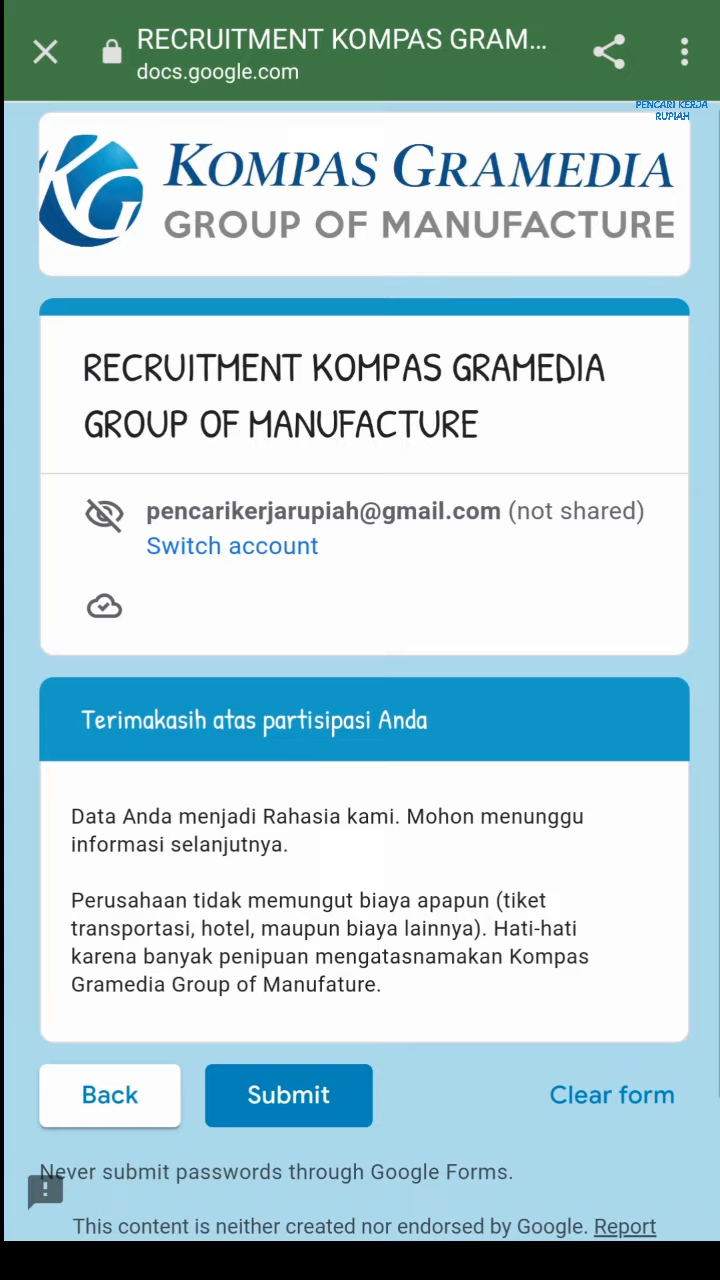 RECRUITMENT KOMPAS GRAM...
docs.google.com
PENCARI KERJA
RUPIAH
KG
KOMPAS GRAMEDIA
GROUP OF MANUFACTURE
RECRUITMENT KOMPAS GRAMEDIA
GROUP OF MANUFACTURE
pencarikerjarupiah@gmail.com (not shared)
Switch account
Terimakasih atas partisipasi Anda
Data Anda menjadi Rahasia kami. Mohon menunggu
informasi selanjutnya.
Perusahaan tidak memungut biaya apapun (tiket
transportasi, hotel, maupun biaya lainnya). Hati-hati
karena banyak penipuan mengatasnamakan Kompas
Gramedia Group of Manufature.
Back
Submit
Clear form
Never submit passwords through Google Forms.
This content is neither created nor endorsed by Google. Report